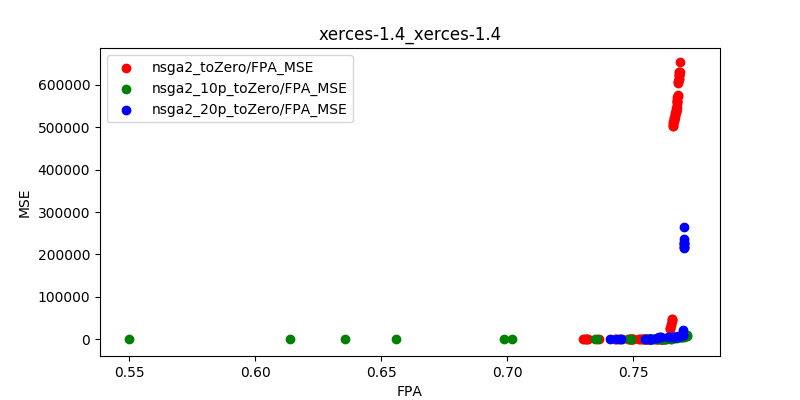 xerces-1.4_xerces-1.4
nsga2_toZero/FPA_MSE
nsga2_10p_toZero/FPA_MSE
nsga2_20p_toZero/FPA_MSE
600000
500000
400000
300000
200000
100000
0
MSE
0.55 0.60 0.65 0.70 0.75
FPA